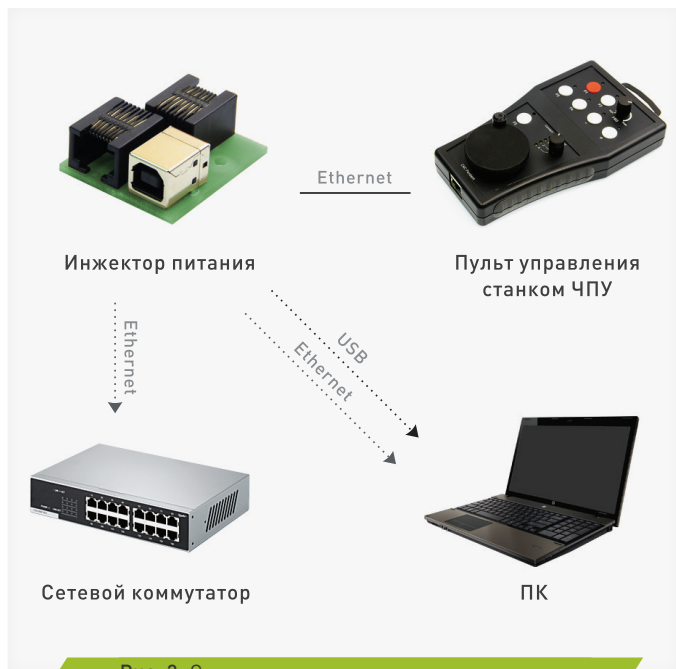 Ethernet
Инжектор питания
Пульт управления
станком ЧПУ
Ethernet
USB
Ethernet
Сетевой коммутатор
ПК